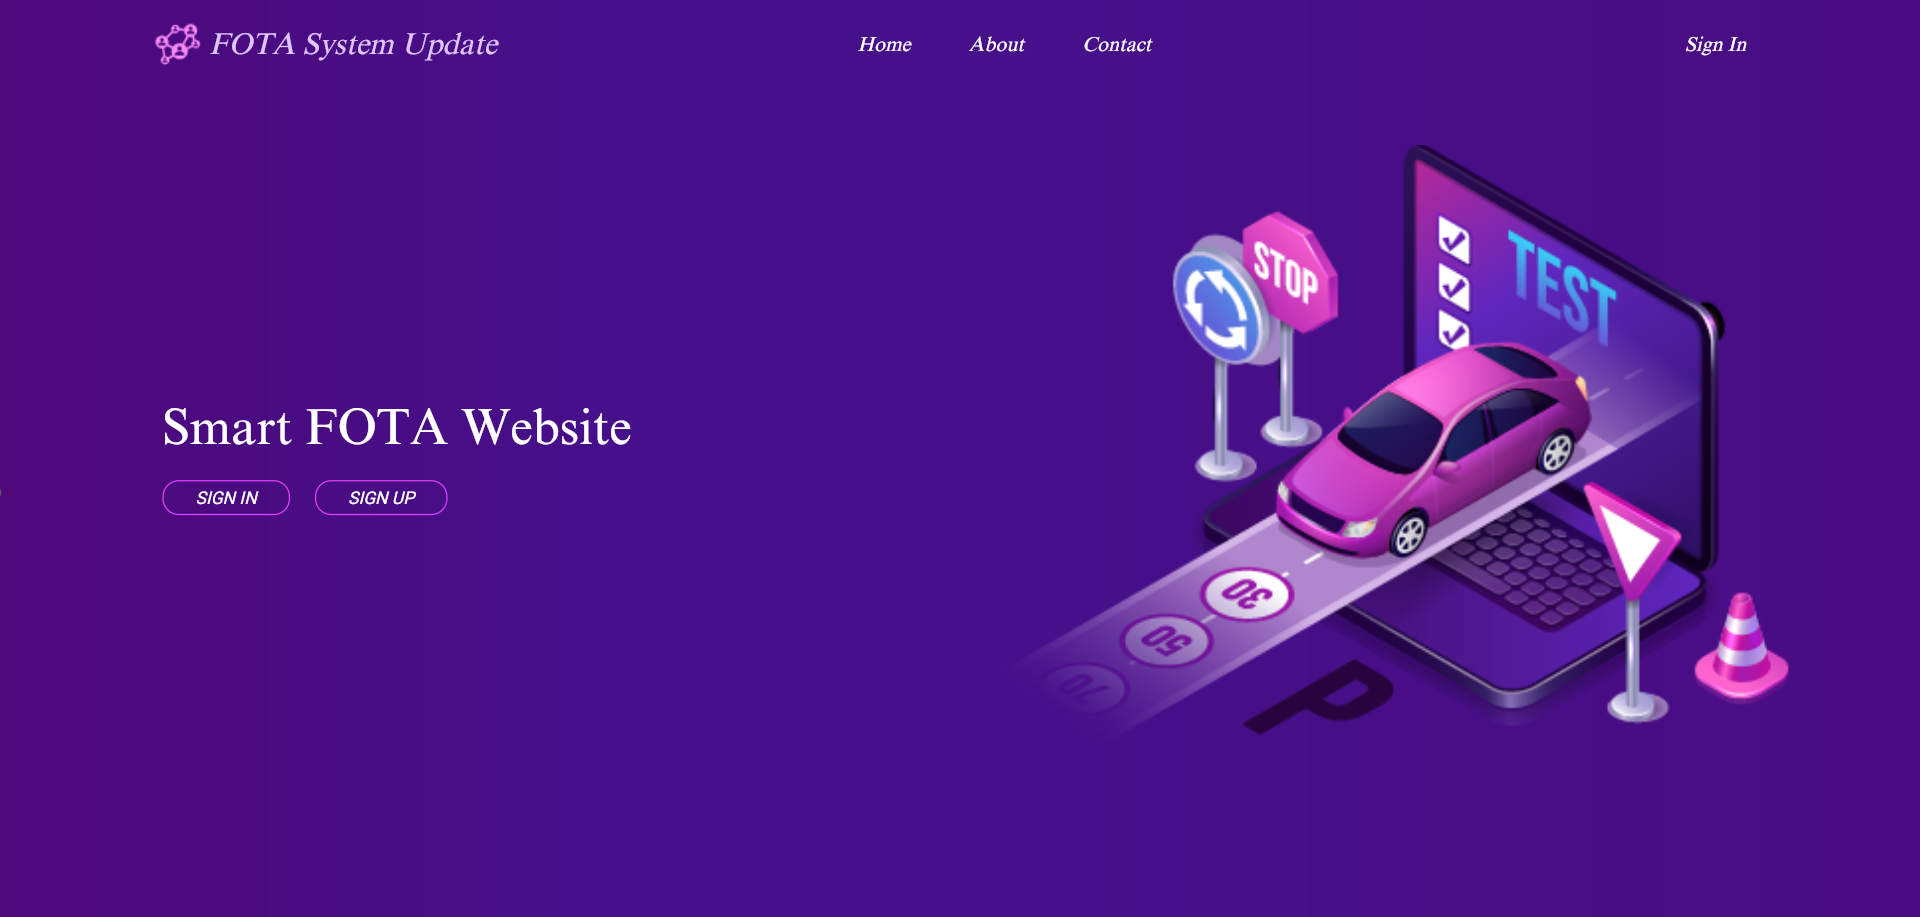 FOTA System Update
Home
About
Contact
Sign In
STOP
TEST
Smart FOTA Website
SIGN IN
SIGN UP
30
50
70
P